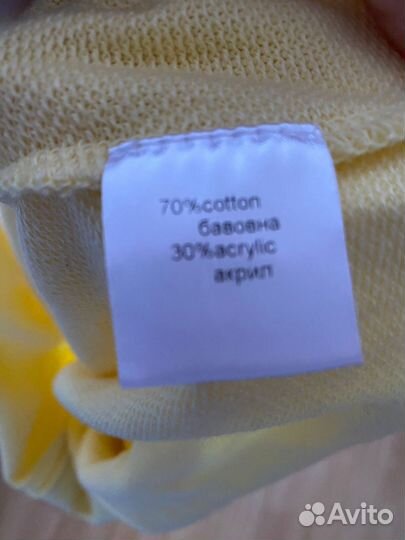 70%cotton
бавовна
30%acrylic
акрил
Avito